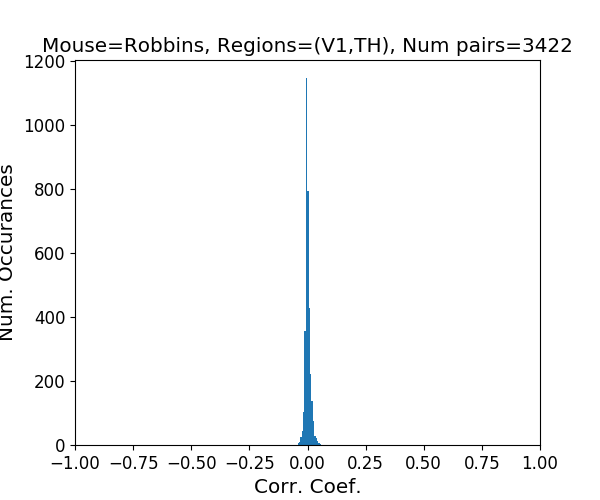 Mouse=Robbins, Regions=(V1,TH), Num pairs=3422
1200
1000
800
600
400
200
0
Num. Occurances
−1.00 −0.75 −0.50 −0.25 0.00 0.25 0.50 0.75 1.00
Corr. Coef.